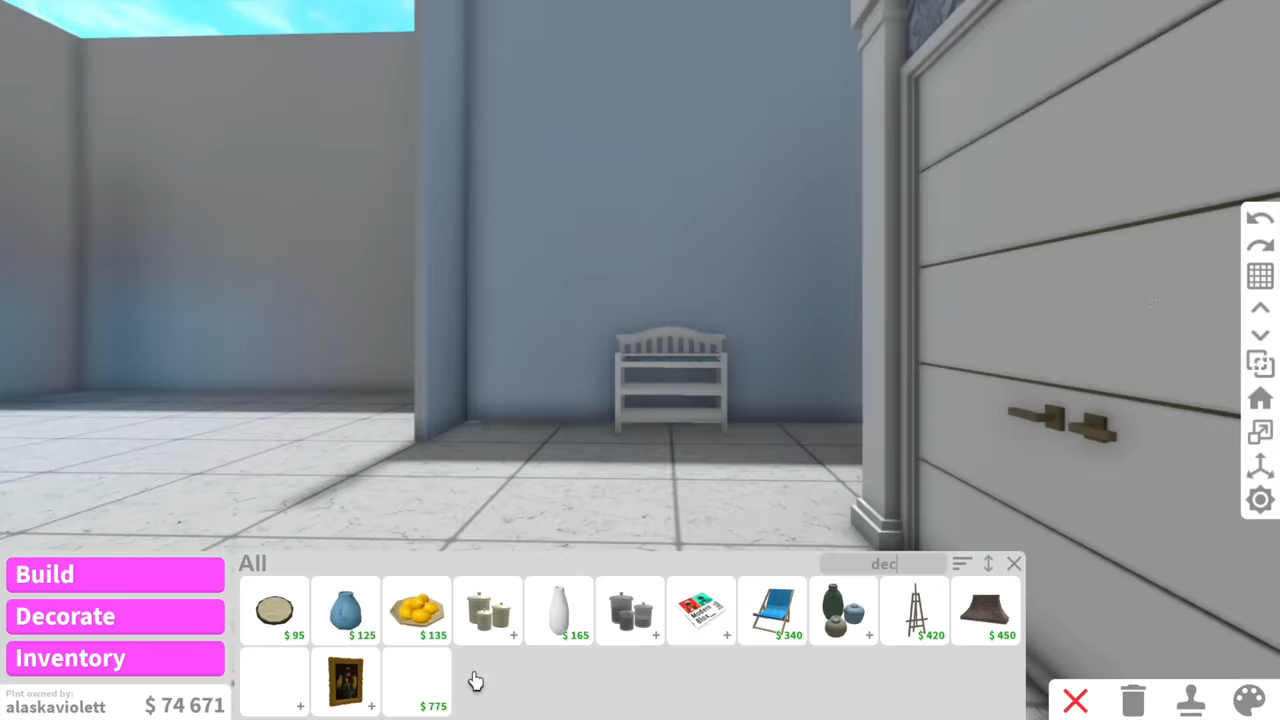 All
dec
Build
Decorate
Inventory
$ 95
$ 125
$ 135
+
$ 165
+
+
$ 340
+
$ 420
$ 450
+
+
$ 775
Modern
Blox
Plot owned by:
alaskaviolett
$ 74 671